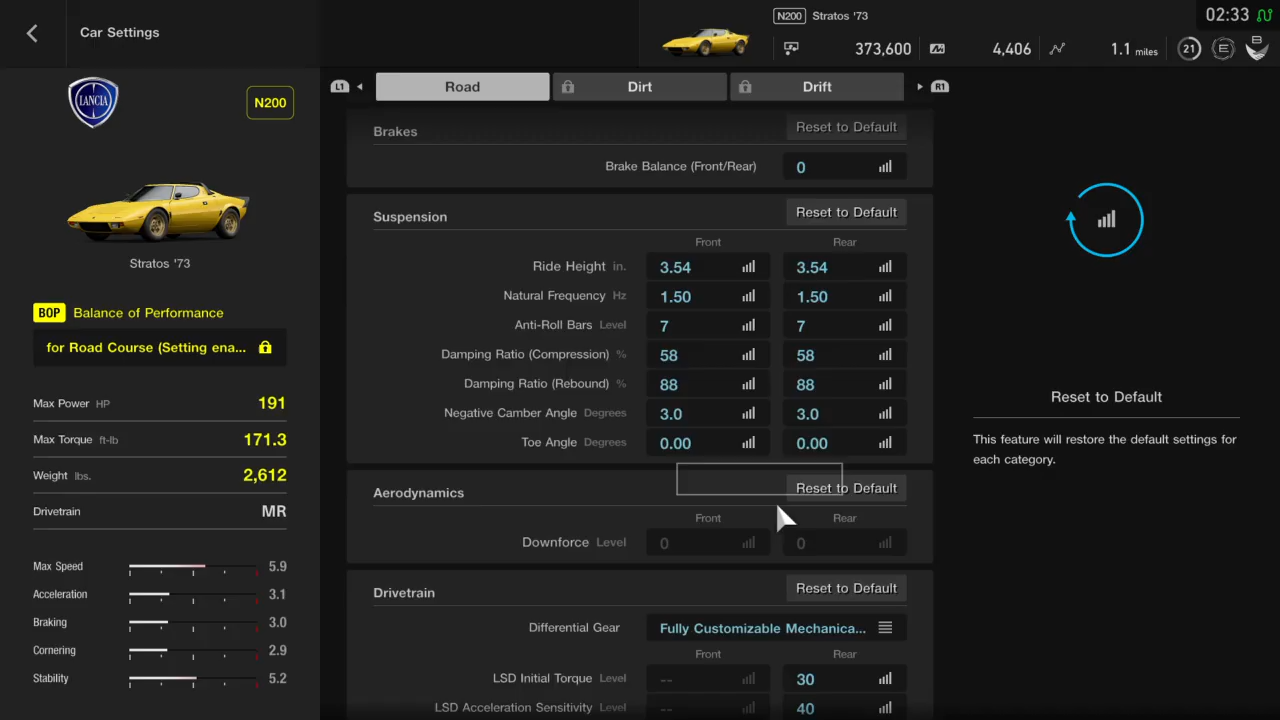 Car Settings
N200 Stratos '73
02:33
373,600 4,406 1.1 miles 21 E B
LANCIA
N200
L1 Road Dirt Drift R1
Stratos '73
BOP Balance of Performance
for Road Course (Setting ena...
Max Power HP 191
Max Torque ft-lb 171.3
Weight lbs. 2,612
Drivetrain MR
Max Speed 5.9
Acceleration 3.1
Braking 3.0
Cornering 2.9
Stability 5.2
Brakes Reset to Default
Brake Balance (Front/Rear) 0
Suspension Reset to Default
Front Rear
Ride Height in. 3.54 3.54
Natural Frequency Hz 1.50 1.50
Anti-Roll Bars Level 7 7
Damping Ratio (Compression) % 58 58
Damping Ratio (Rebound) % 88 88
Negative Camber Angle Degrees 3.0 3.0
Toe Angle Degrees 0.00 0.00
Aerodynamics Reset to Default
Front Rear
Downforce Level 0 0
Drivetrain Reset to Default
Differential Gear Fully Customizable Mechanica...
Front Rear
LSD Initial Torque Level -- 30
LSD Acceleration Sensitivity Level -- 40
Reset to Default
This feature will restore the default settings for
each category.